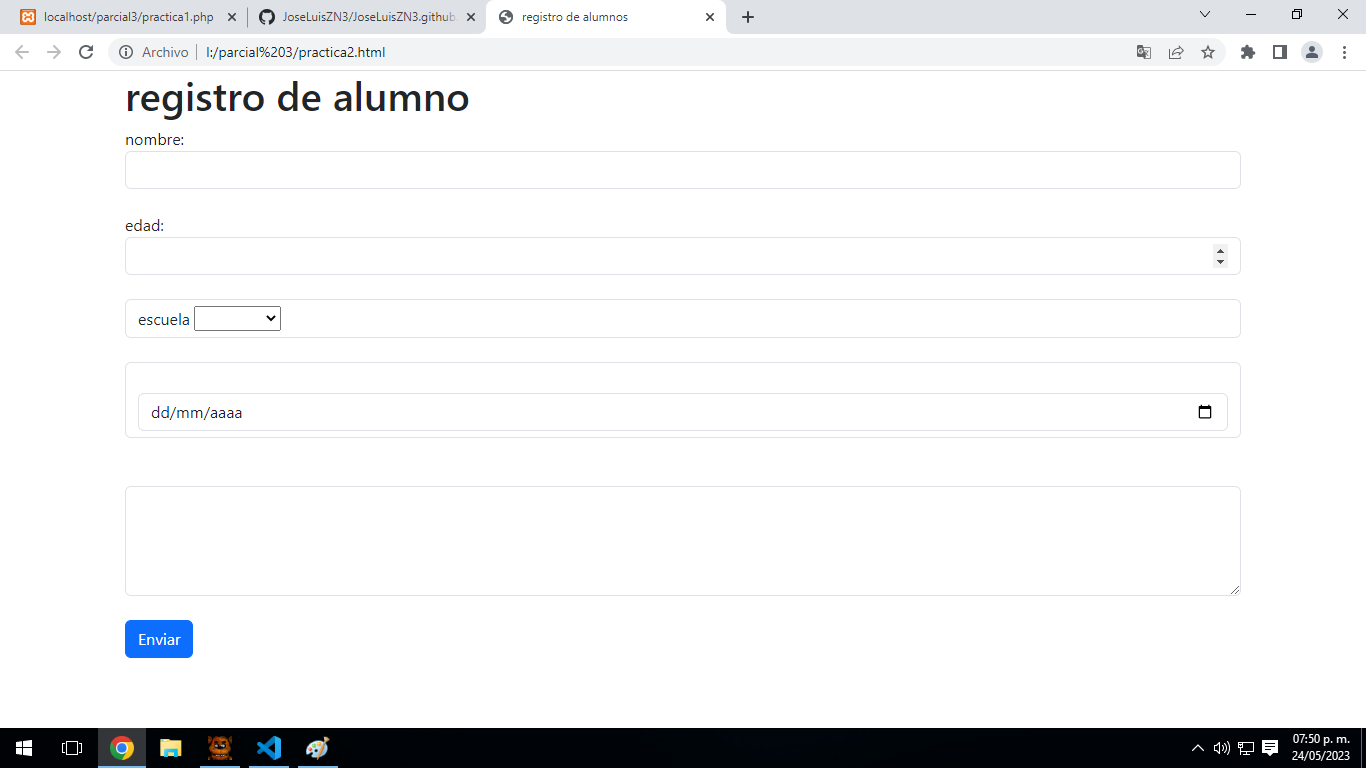 localhost/parcial3/practica1.php
JoseLuisZN3/JoseLuisZN3.github.
registro de alumnos
Archivo
I:/parcial%203/practica2.html
registro de alumno
nombre:
edad:
escuela
dd/mm/aaaa
Enviar
07:50 p. m.
24/05/2023